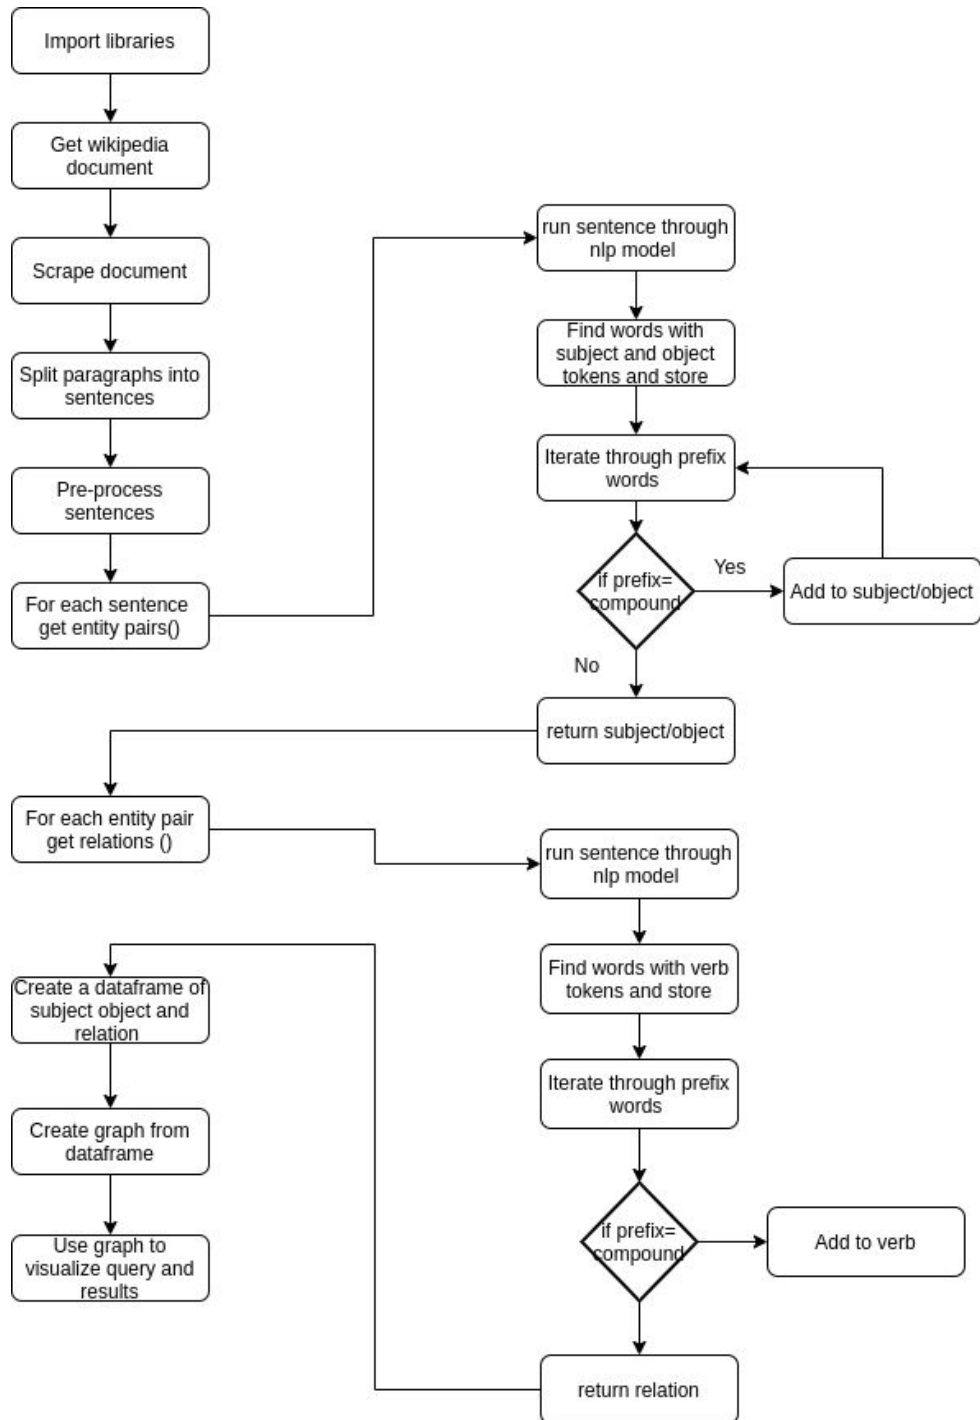 Import libraries
Get wikipedia
document
Scrape document
Split paragraphs into
sentences
Pre-process
sentences
For each sentence
get entity pairs()
run sentence through
nlp model
Find words with
subject and object
tokens and store
Iterate through prefix
words
if prefix=
compound
Yes
Add to subject/object
No
return subject/object
For each entity pair
get relations ()
run sentence through
nlp model
Find words with verb
tokens and store
Iterate through prefix
words
if prefix=
compound
Add to verb
return relation
Create a dataframe of
subject object and
relation
Create graph from
dataframe
Use graph to
visualize query and
results